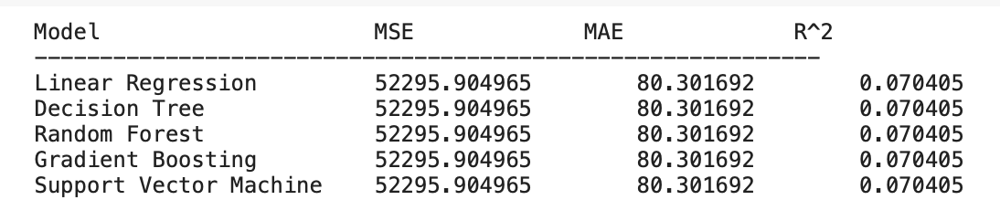 Model MSE MAE R^2
------------------------------------------------------------
Linear Regression 52295.904965 80.301692 0.070405
Decision Tree 52295.904965 80.301692 0.070405
Random Forest 52295.904965 80.301692 0.070405
Gradient Boosting 52295.904965 80.301692 0.070405
Support Vector Machine 52295.904965 80.301692 0.070405